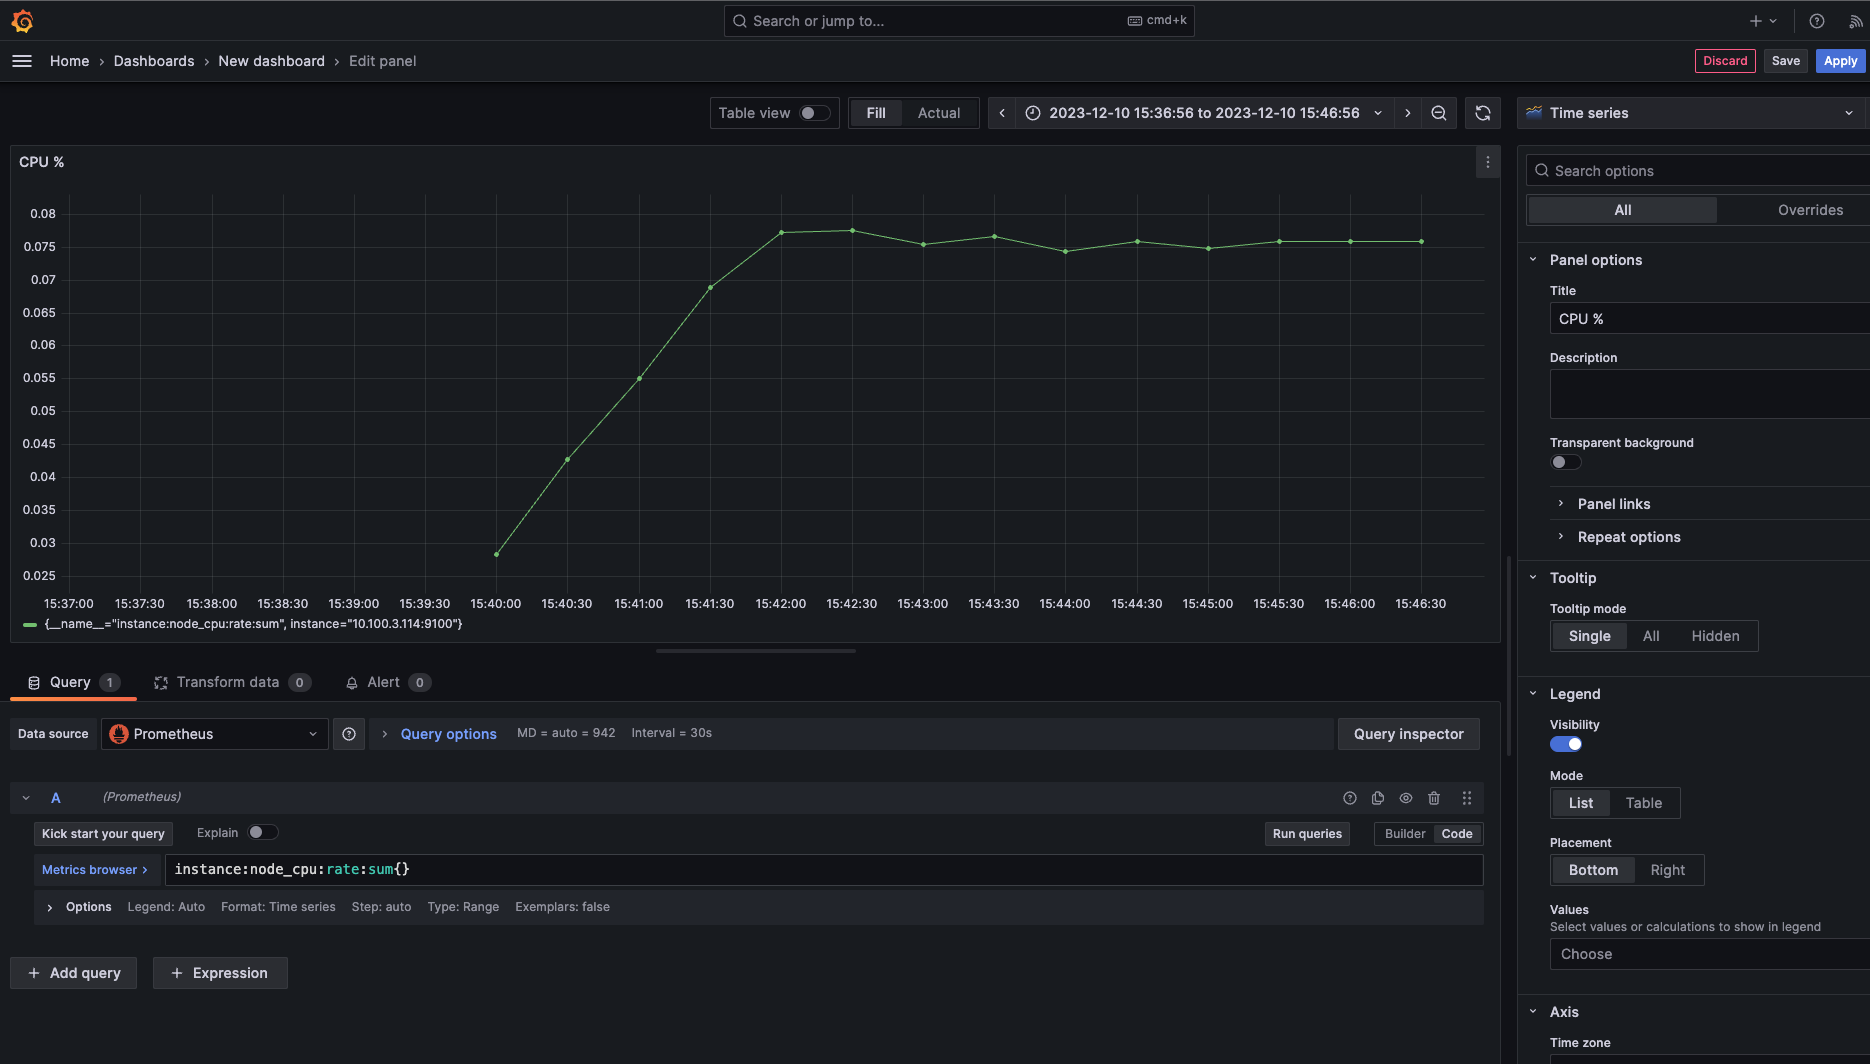 Search or jump to... cmd+k
Home › Dashboards › New dashboard › Edit panel Discard Save Apply
Table view Fill Actual 2023-12-10 15:36:56 to 2023-12-10 15:46:56 Time series
CPU %
0.08
0.075
0.07
0.065
0.06
0.055
0.05
0.045
0.04
0.035
0.03
0.025
15:37:00 15:37:30 15:38:00 15:38:30 15:39:00 15:39:30 15:40:00 15:40:30 15:41:00 15:41:30 15:42:00 15:42:30 15:43:00 15:43:30 15:44:00 15:44:30 15:45:00 15:45:30 15:46:00 15:46:30
{__name__="instance:node_cpu:rate:sum", instance="10.100.3.114:9100"}
Query 1 Transform data 0 Alert 0
Data source Prometheus Query options MD = auto = 942 Interval = 30s Query inspector
A (Prometheus)
Kick start your query Explain Run queries Builder Code
Metrics browser > instance:node_cpu:rate:sum{}
Options Legend: Auto Format: Time series Step: auto Type: Range Exemplars: false
+ Add query + Expression
Search options
All Overrides
Panel options
Title
CPU %
Description
Transparent background
Panel links
Repeat options
Tooltip
Tooltip mode
Single All Hidden
Legend
Visibility
Mode
List Table
Placement
Bottom Right
Values
Select values or calculations to show in legend
Choose
Axis
Time zone